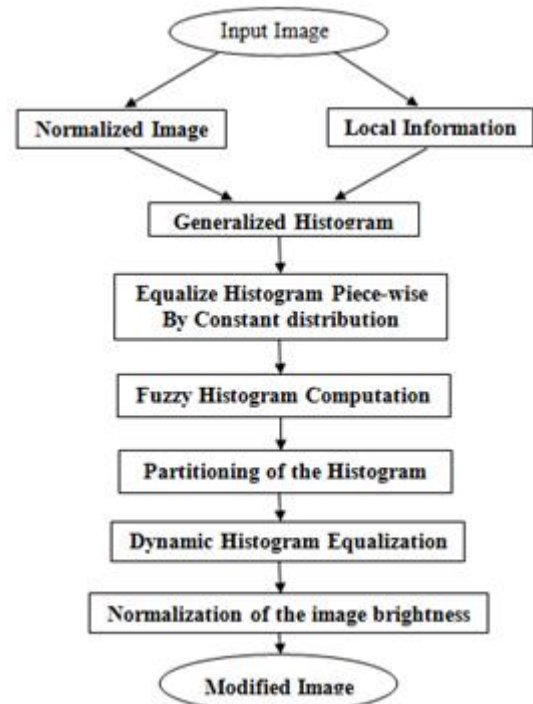 Input Image
Normalized Image
Local Information
Generalized Histogram
Equalize Histogram Piece-wise
By Constant distribution
Fuzzy Histogram Computation
Partitioning of the Histogram
Dynamic Histogram Equalization
Normalization of the image brightness
Modified Image